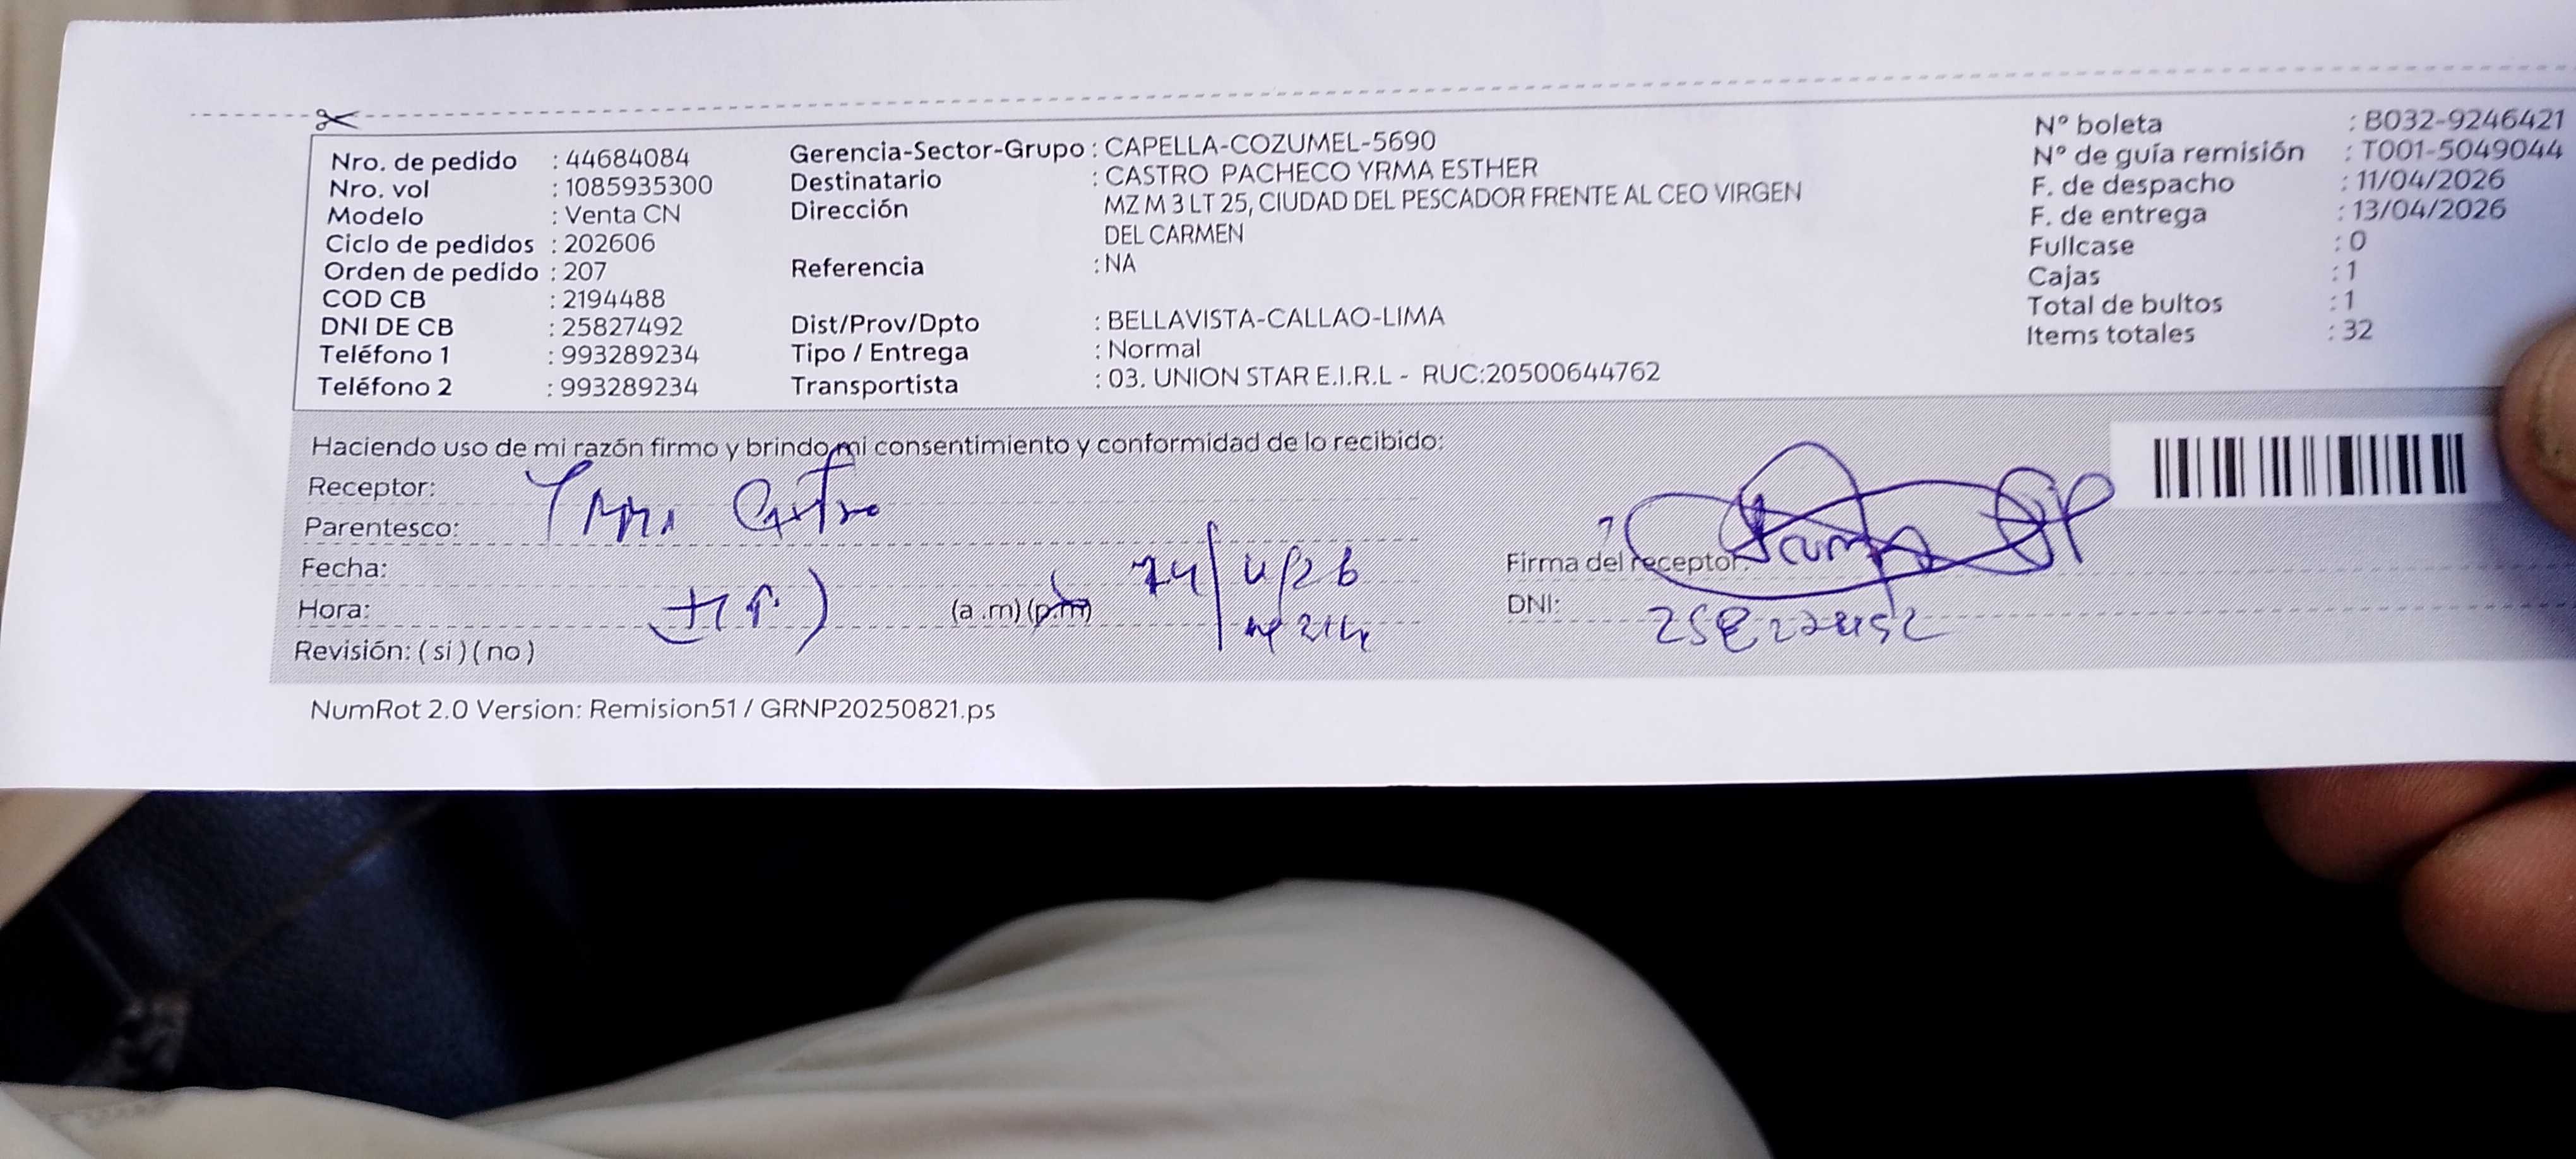 Nro. de pedido : 44684084
Nro. vol : 1085935300
Modelo : Venta CN
Ciclo de pedidos : 202606
Orden de pedido : 207
COD CB : 2194488
DNI DE CB : 25827492
Teléfono 1 : 993289234
Teléfono 2 : 993289234
Gerencia-Sector-Grupo : CAPELLA-COZUMEL-5690
Destinatario : CASTRO PACHECO YRMA ESTHER
Dirección MZ M 3 LT 25, CIUDAD DEL PESCADOR FRENTE AL CEO VIRGEN
DEL CARMEN
Referencia : NA
Dist/Prov/Dpto : BELLAVISTA-CALLAO-LIMA
Tipo / Entrega : Normal
Transportista : 03. UNION STAR E.I.R.L - RUC:20500644762
N° boleta : B032-9246421
N° de guía remisión : T001-5049044
F. de despacho : 11/04/2026
F. de entrega : 13/04/2026
Fullcase : 0
Cajas : 1
Total de bultos : 1
Items totales : 32
Haciendo uso de mi razón firmo y brindo mi consentimiento y conformidad de lo recibido:
Receptor: Yrma Castro
Parentesco:
Fecha:
Hora: (a .m) (p.m)
Revisión: ( si ) ( no )
Firma del receptor:
DNI:
NumRot 2.0 Version: Remision51 / GRNP20250821.ps